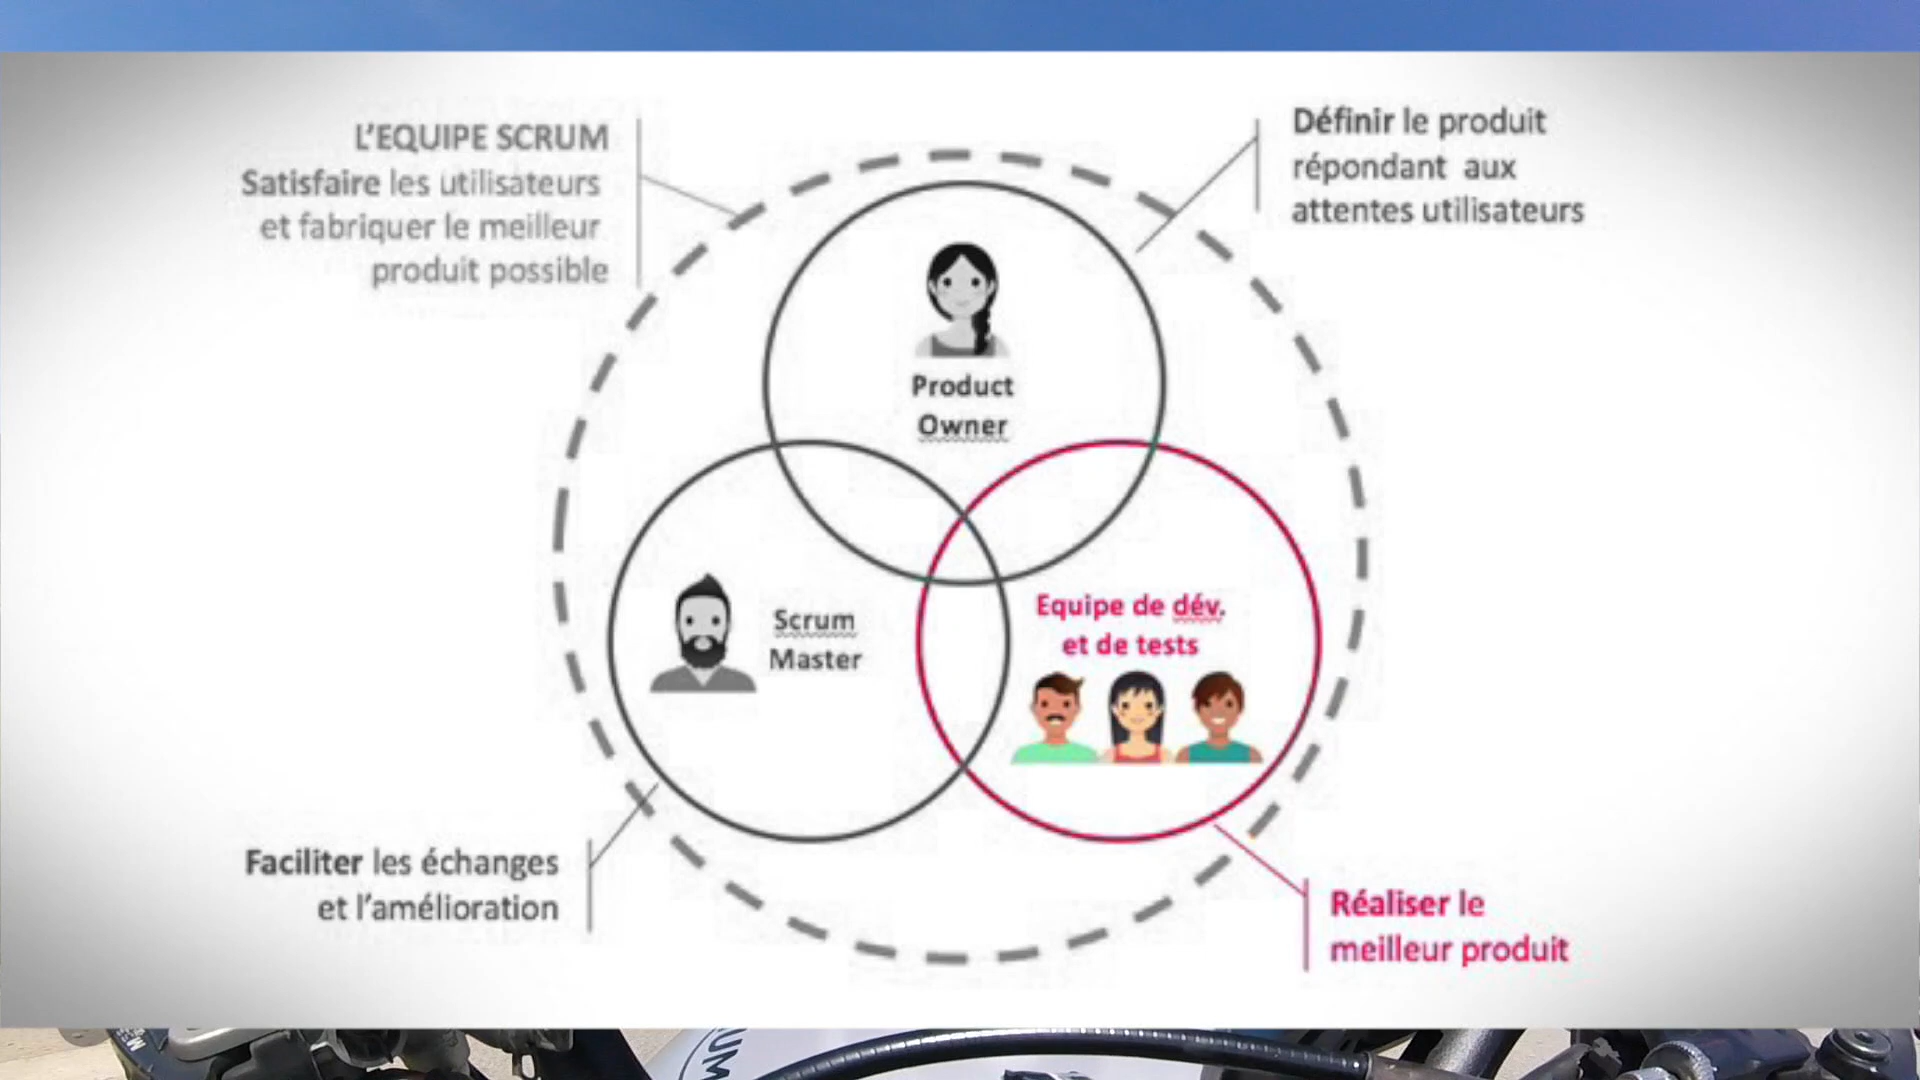 L'EQUIPE SCRUM
Satisfaire les utilisateurs
et fabriquer le meilleur
produit possible
Définir le produit
répondant aux
attentes utilisateurs
Product
Owner
Scrum
Master
Equipe de dév.
et de tests
Faciliter les échanges
et l'amélioration
Réaliser le
meilleur produit